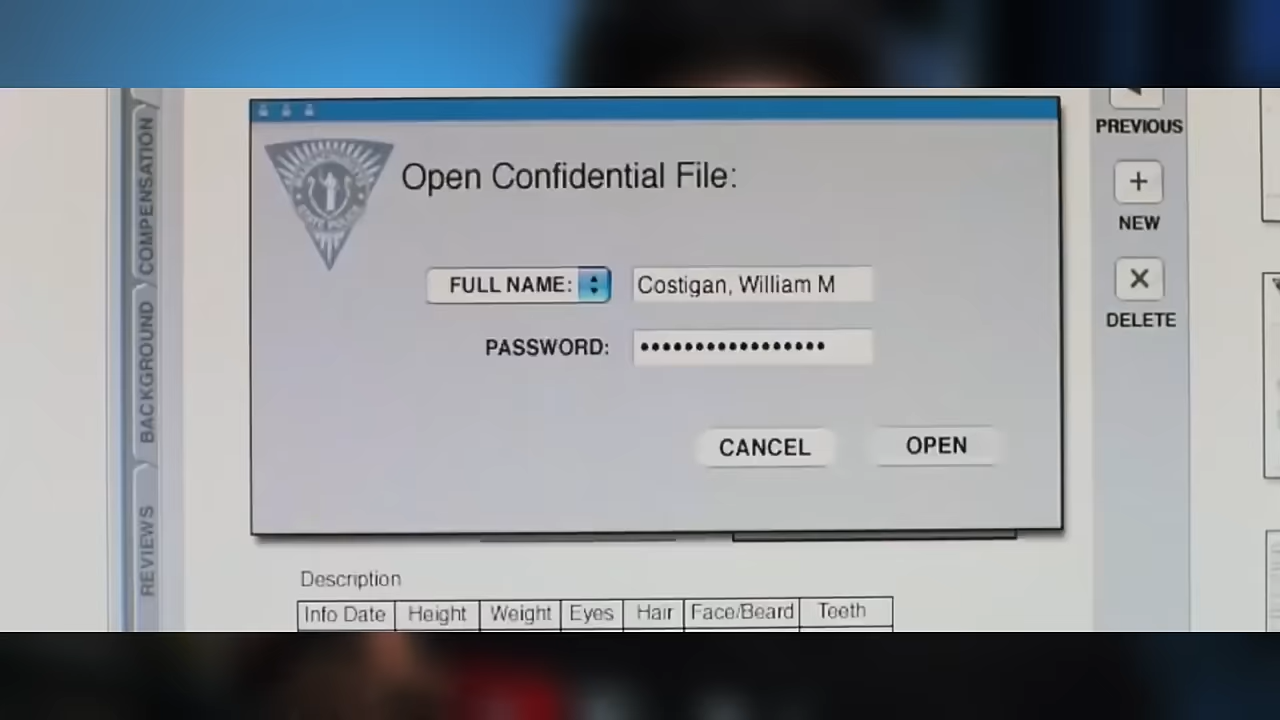 COMPENSATION
BACKGROUND
REVIEWS
Open Confidential File:
FULL NAME:
Costigan, William M
PASSWORD:
●●●●●●●●●●●●●●●●●
CANCEL
OPEN
PREVIOUS
+
NEW
X
DELETE
Description
Info Date Height Weight Eyes Hair Face/Beard Teeth